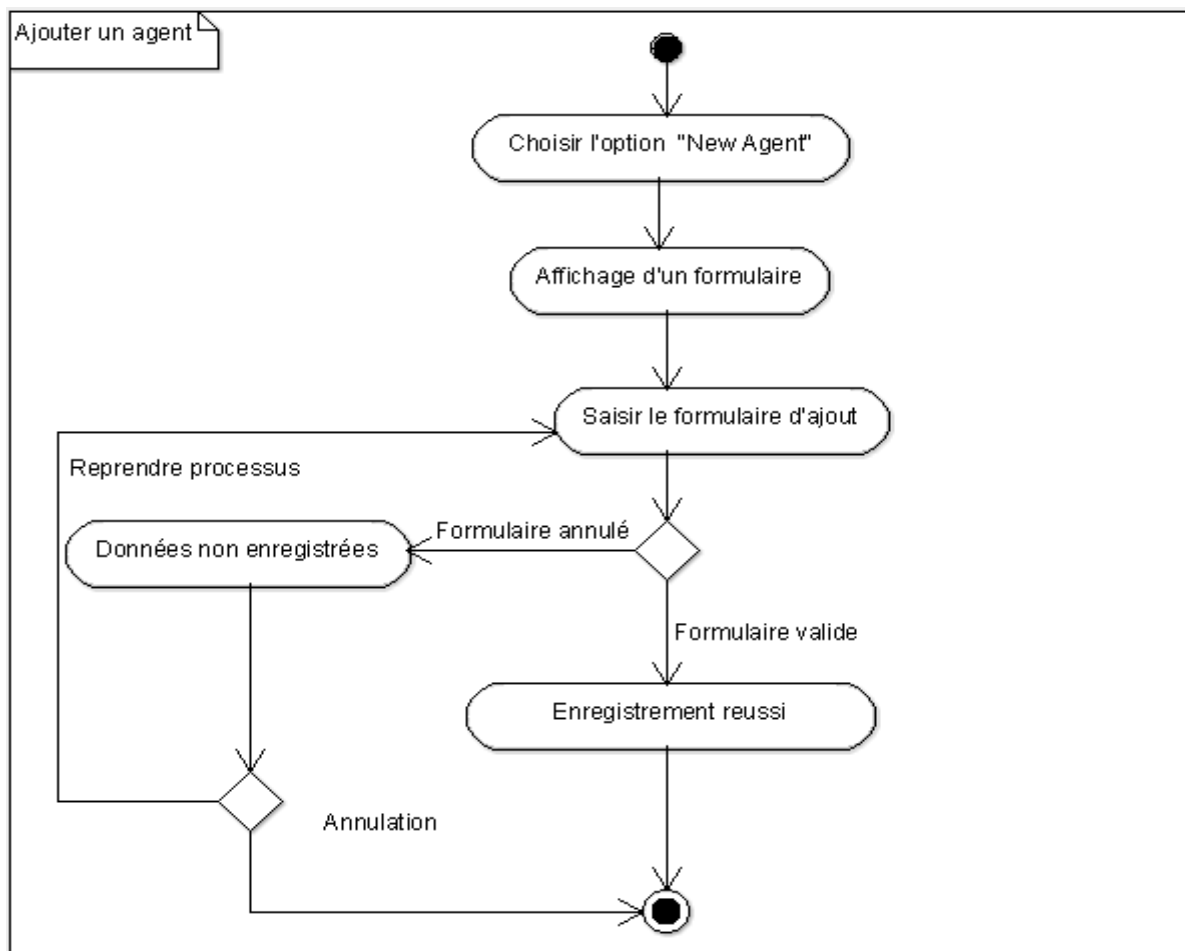 Ajouter un agent
Choisir l'option "New Agent"
Affichage d'un formulaire
Saisir le formulaire d'ajout
Reprendre processus
Formulaire annulé
Données non enregistrées
Formulaire valide
Enregistrement reussi
Annulation